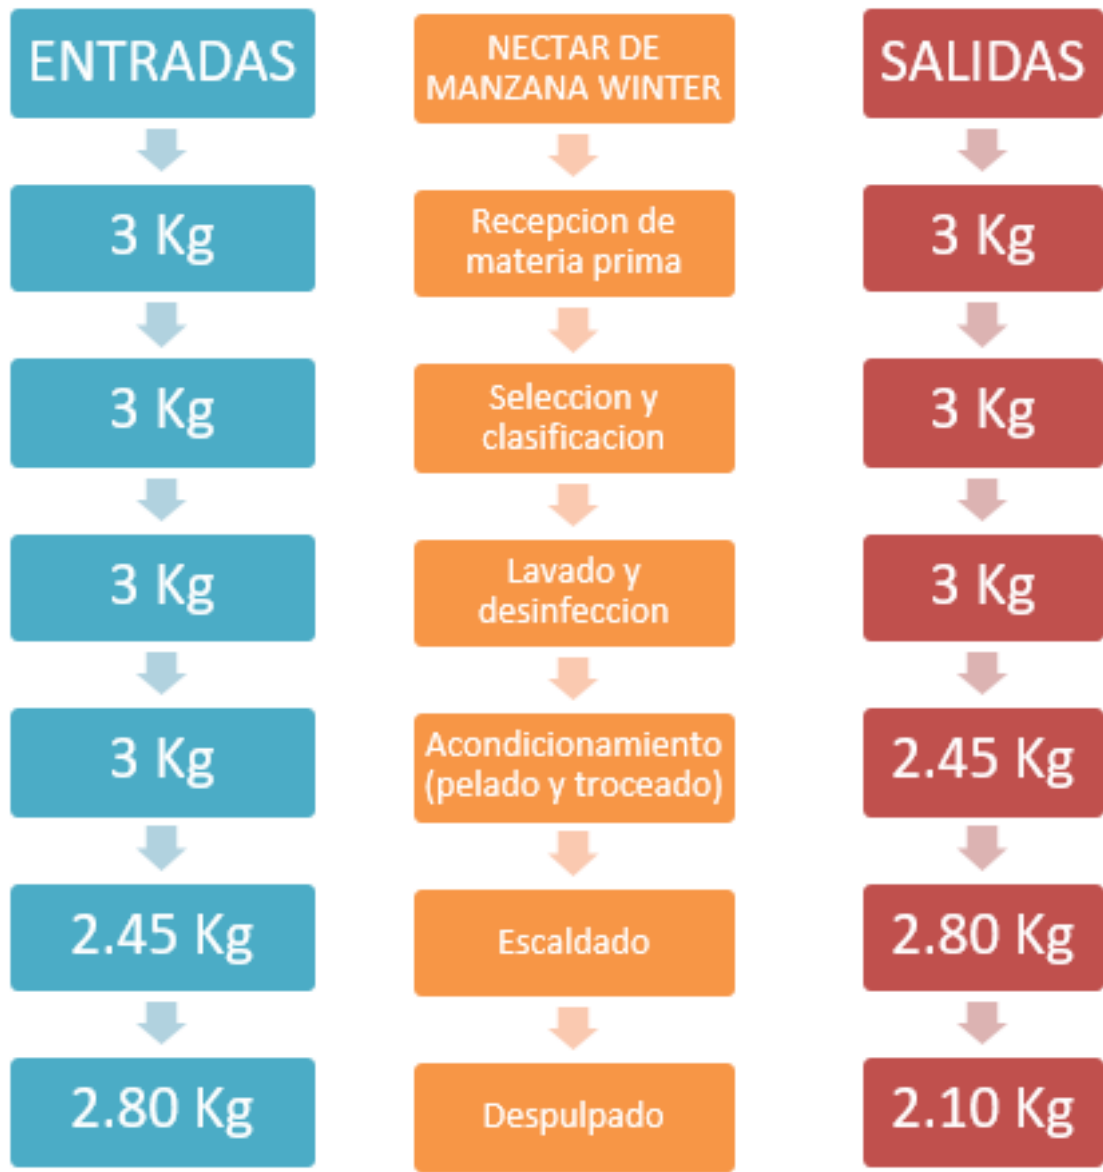 ENTRADAS
NECTAR DE
MANZANA WINTER
SALIDAS
3 Kg
Recepcion de
materia prima
3 Kg
3 Kg
Seleccion y
clasificacion
3 Kg
3 Kg
Lavado y
desinfeccion
3 Kg
3 Kg
Acondicionamiento
(pelado y troceado)
2.45 Kg
2.45 Kg
Escaldado
2.80 Kg
2.80 Kg
Despulpado
2.10 Kg